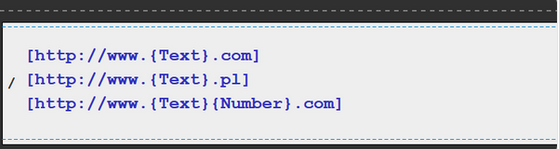 [http://www.{Text}.com]
/ [http://www.{Text}.pl]
[http://www.{Text}{Number}.com]